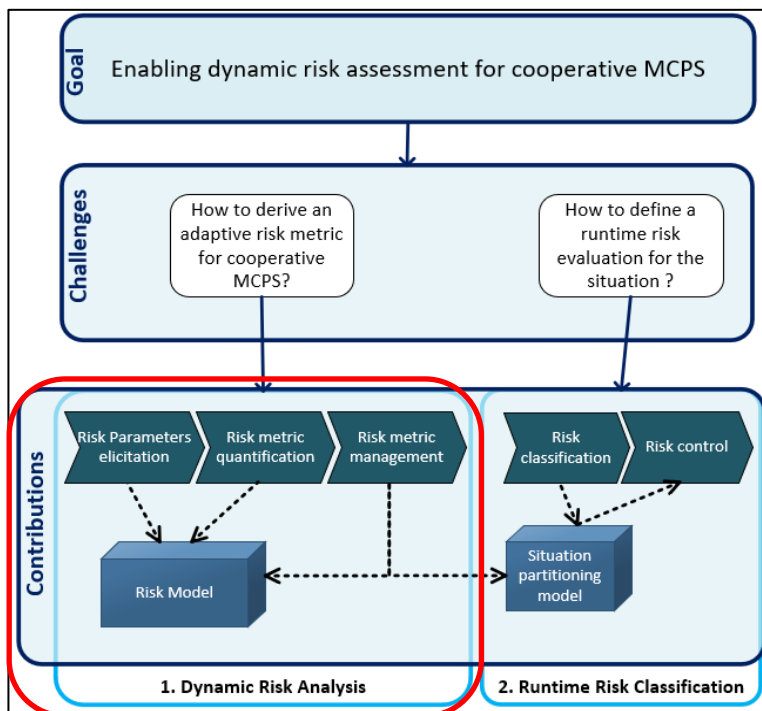 Goal
Enabling dynamic risk assessment for cooperative MCPS
Challenges
How to derive an
adaptive risk metric
for cooperative
MCPS?
How to define a
runtime risk
evaluation for the
situation ?
Contributions
Risk Parameters
elicitation
Risk metric
quantification
Risk metric
management
Risk
classification
Risk control
Risk Model
Situation
partitioning
model
1. Dynamic Risk Analysis
2. Runtime Risk Classification